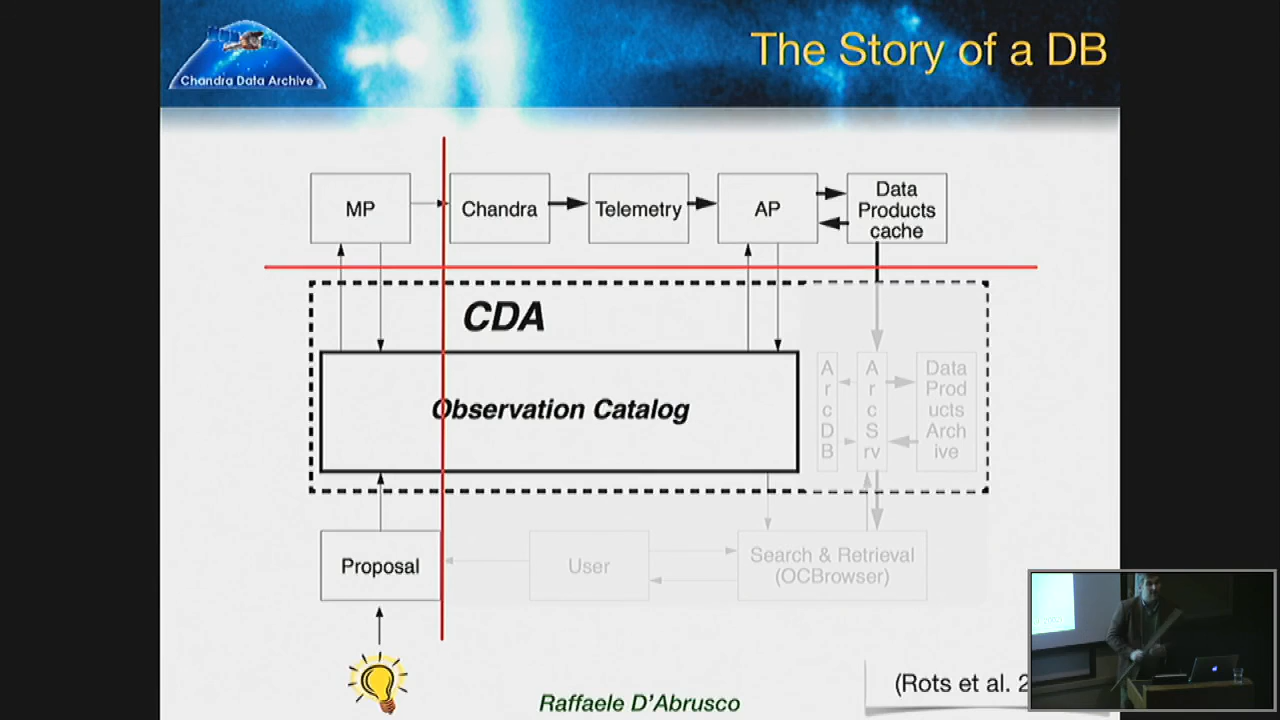 Chandra Data Archive
The Story of a DB
MP
Chandra
Telemetry
AP
Data
Products
cache
CDA
Observation Catalog
A
r
c
D
B
A
r
c
S
rv
Data
Prod
ucts
Arch
ive
Proposal
User
Search & Retrieval
(OCBrowser)
Raffaele D'Abrusco
(Rots et al.